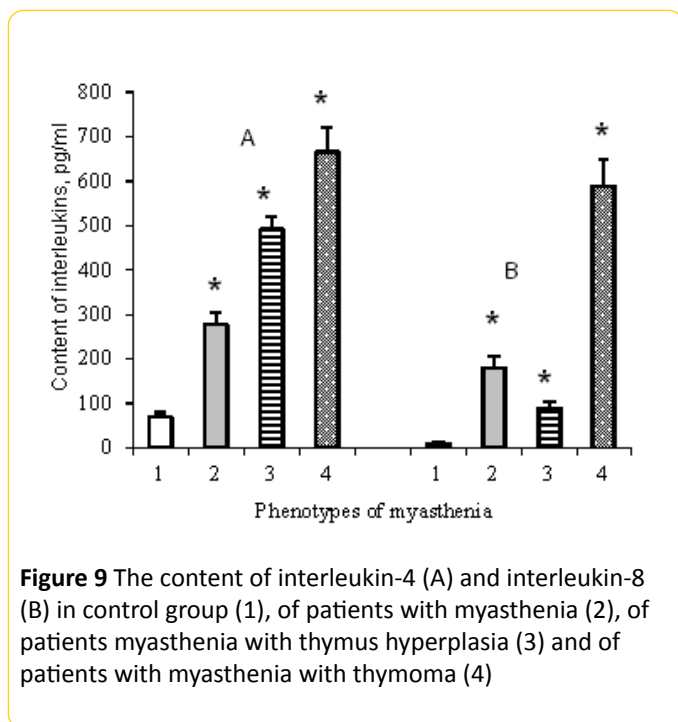 Content of interleukins, pg/ml
800
700
600
500
400
300
200
100
0
A
B
* * * * * *
1 2 3 4 1 2 3 4
Phenotypes of myasthenia
Figure 9 The content of interleukin-4 (A) and interleukin-8
(B) in control group (1), of patients with myasthenia (2), of
patients myasthenia with thymus hyperplasia (3) and of
patients with myasthenia with thymoma (4)